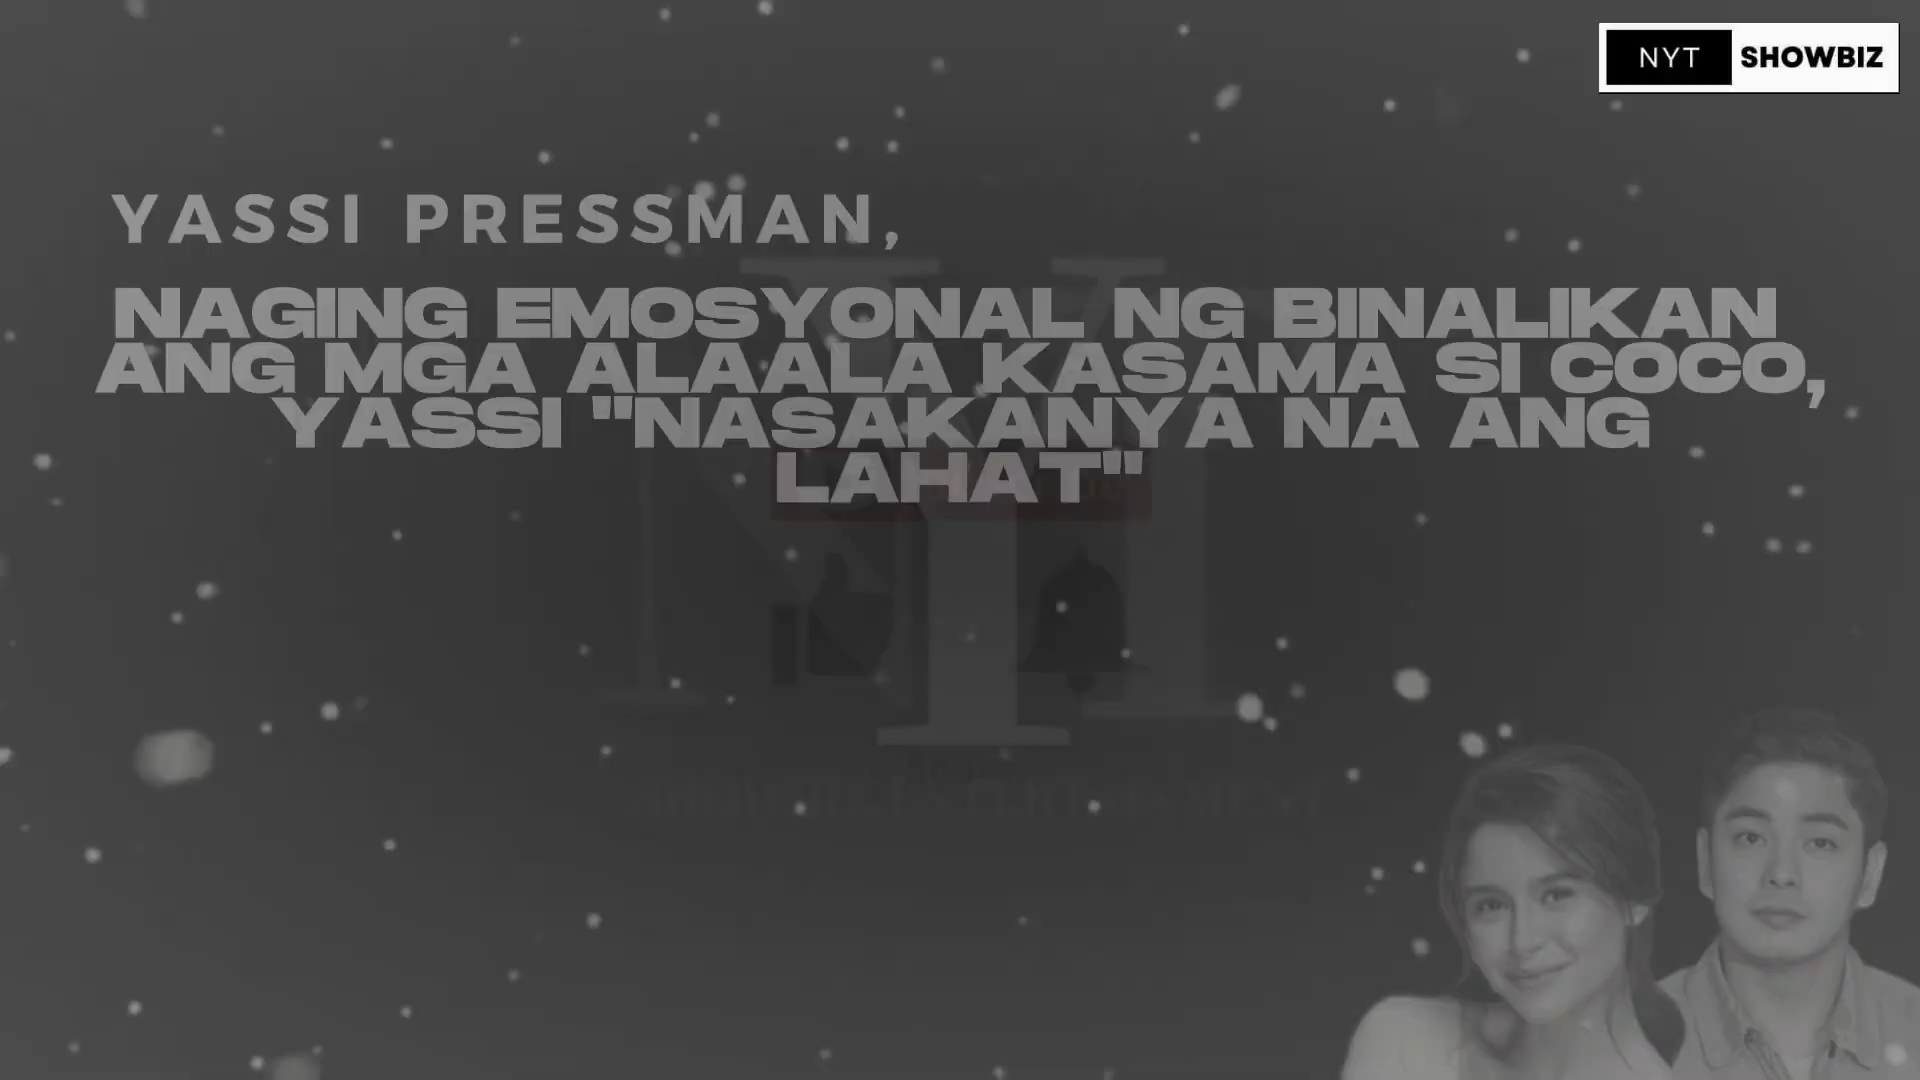 NYT SHOWBIZ
YASSI PRESSMAN,
NAGING EMOSYONAL NG BINALIKAN
ANG MGA ALAALA KASAMA SI COCO,
YASSI "NASAKANYA NA ANG
LAHAT"
NYT